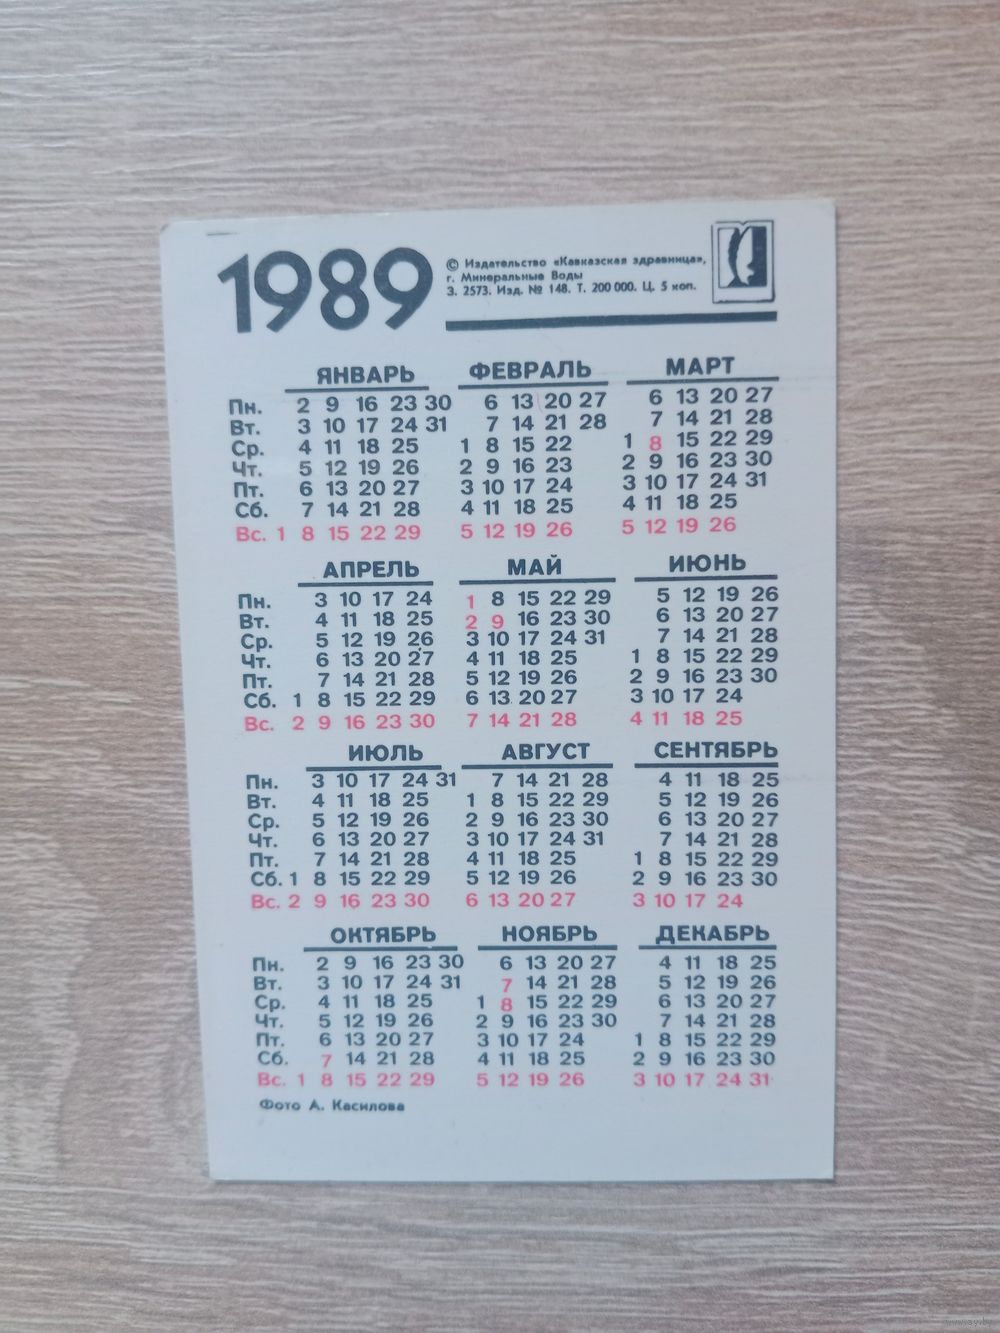 1989
© Издательство «Кавказская здравница»,
г. Минеральные Воды
З. 2573. Изд. № 148. Т. 200 000. Ц. 5 коп.
ЯНВАРЬ ФЕВРАЛЬ МАРТ
Пн. 2 9 16 23 30 6 13 20 27 6 13 20 27
Вт. 3 10 17 24 31 7 14 21 28 7 14 21 28
Ср. 4 11 18 25 1 8 15 22 1 8 15 22 29
Чт. 5 12 19 26 2 9 16 23 2 9 16 23 30
Пт. 6 13 20 27 3 10 17 24 3 10 17 24 31
Сб. 7 14 21 28 4 11 18 25 4 11 18 25
Вс. 1 8 15 22 29 5 12 19 26 5 12 19 26
АПРЕЛЬ МАЙ ИЮНЬ
Пн. 3 10 17 24 1 8 15 22 29 5 12 19 26
Вт. 4 11 18 25 2 9 16 23 30 6 13 20 27
Ср. 5 12 19 26 3 10 17 24 31 7 14 21 28
Чт. 6 13 20 27 4 11 18 25 1 8 15 22 29
Пт. 7 14 21 28 5 12 19 26 2 9 16 23 30
Сб. 1 8 15 22 29 6 13 20 27 3 10 17 24
Вс. 2 9 16 23 30 7 14 21 28 4 11 18 25
ИЮЛЬ АВГУСТ СЕНТЯБРЬ
Пн. 3 10 17 24 31 7 14 21 28 4 11 18 25
Вт. 4 11 18 25 1 8 15 22 29 5 12 19 26
Ср. 5 12 19 26 2 9 16 23 30 6 13 20 27
Чт. 6 13 20 27 3 10 17 24 31 7 14 21 28
Пт. 7 14 21 28 4 11 18 25 1 8 15 22 29
Сб. 1 8 15 22 29 5 12 19 26 2 9 16 23 30
Вс. 2 9 16 23 30 6 13 20 27 3 10 17 24
ОКТЯБРЬ НОЯБРЬ ДЕКАБРЬ
Пн. 2 9 16 23 30 6 13 20 27 4 11 18 25
Вт. 3 10 17 24 31 7 14 21 28 5 12 19 26
Ср. 4 11 18 25 1 8 15 22 29 6 13 20 27
Чт. 5 12 19 26 2 9 16 23 30 7 14 21 28
Пт. 6 13 20 27 3 10 17 24 1 8 15 22 29
Сб. 7 14 21 28 4 11 18 25 2 9 16 23 30
Вс. 1 8 15 22 29 5 12 19 26 3 10 17 24 31
Фото А. Касилова